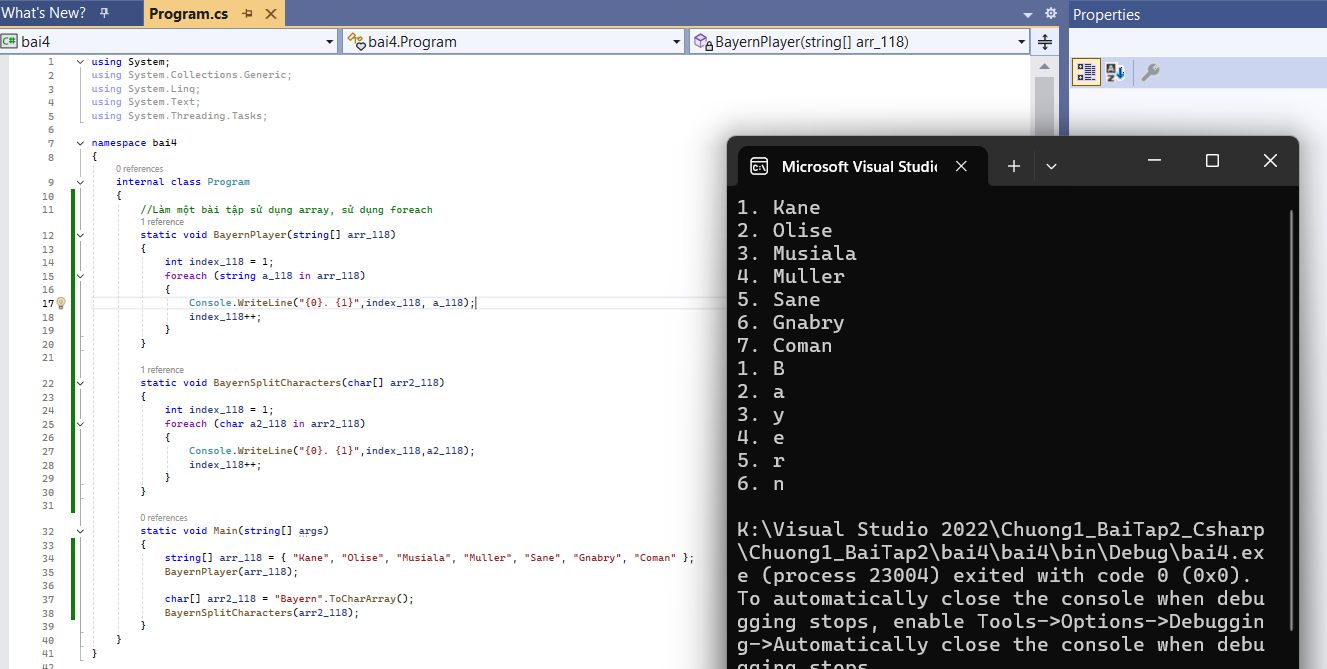 What's New?
Program.cs
Properties
bai4
bai4.Program
BayernPlayer(string[] arr_118)
1 using System;
2 using System.Collections.Generic;
3 using System.Linq;
4 using System.Text;
5 using System.Threading.Tasks;
6
7 namespace bai4
8 {
0 references
9 internal class Program
10 {
11 //Làm một bài tập sử dụng array, sử dụng foreach
1 reference
12 static void BayernPlayer(string[] arr_118)
13 {
14 int index_118 = 1;
15 foreach (string a_118 in arr_118)
16 {
17 Console.WriteLine("{0}. {1}",index_118, a_118);
18 index_118++;
19 }
20 }
21
1 reference
22 static void BayernSplitCharacters(char[] arr2_118)
23 {
24 int index_118 = 1;
25 foreach (char a2_118 in arr2_118)
26 {
27 Console.WriteLine("{0}. {1}",index_118,a2_118);
28 index_118++;
29 }
30 }
31
0 references
32 static void Main(string[] args)
33 {
34 string[] arr_118 = { "Kane", "Olise", "Musiala", "Muller", "Sane", "Gnabry", "Coman" };
35 BayernPlayer(arr_118);
36
37 char[] arr2_118 = "Bayern".ToCharArray();
38 BayernSplitCharacters(arr2_118);
39 }
40 }
41 }
42
Microsoft Visual Studi
1. Kane
2. Olise
3. Musiala
4. Muller
5. Sane
6. Gnabry
7. Coman
1. B
2. a
3. y
4. e
5. r
6. n
K:\Visual Studio 2022\Chuong1_BaiTap2_Csharp
\Chuong1_BaiTap2\bai4\bai4\bin\Debug\bai4.ex
e (process 23004) exited with code 0 (0x0).
To automatically close the console when debu
gging stops, enable Tools->Options->Debuggin
g->Automatically close the console when debu
gging stops